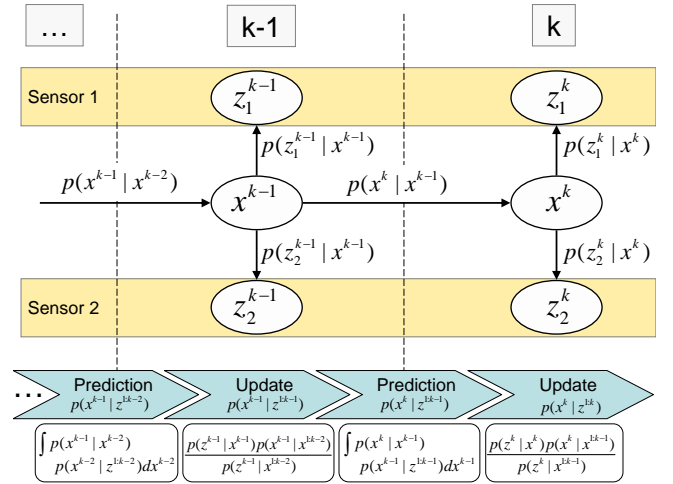 ... k-1 k
Sensor 1 z_1^{k-1} z_1^k
p(z_1^{k-1} | x^{k-1}) p(z_1^k | x^k)
p(x^{k-1} | x^{k-2}) x^{k-1} p(x^k | x^{k-1}) x^k
p(z_2^{k-1} | x^{k-1}) p(z_2^k | x^k)
Sensor 2 z_2^{k-1} z_2^k
... Prediction Update Prediction Update
p(x^{k-1} | z^{1:k-2}) p(x^{k-1} | z^{1:k-1}) p(x^k | z^{1:k-1}) p(x^k | z^{1:k})
∫ p(x^{k-1} | x^{k-2})
p(x^{k-2} | z^{1:k-2})dx^{k-2}
p(z^{k-1} | x^{k-1})p(x^{k-1} | x^{1:k-2})
p(z^{k-1} | x^{1:k-2})
∫ p(x^k | x^{k-1})
p(x^{k-1} | z^{1:k-1})dx^{k-1}
p(z^k | x^k)p(x^k | x^{1:k-1})
p(z^k | x^{1:k-1})